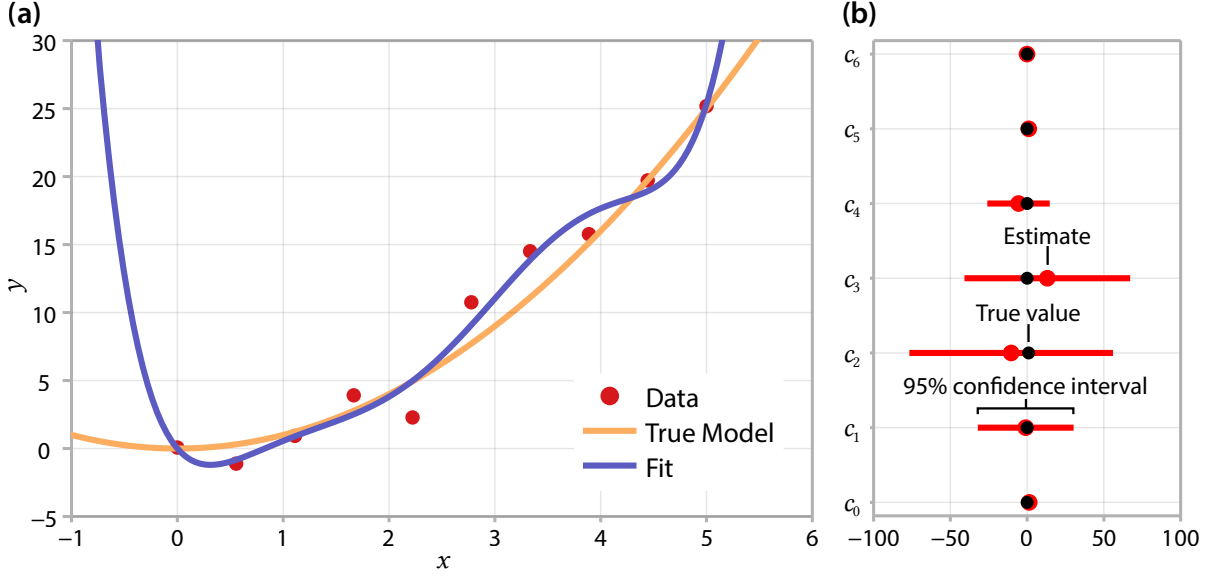 (a)
30
25
20
15
10
5
0
−5
y
−1
0
1
2
3
4
5
6
x
Data
True Model
Fit
(b)
c6
c5
c4
c3
c2
c1
c0
Estimate
True value
95% confidence interval
−100
−50
0
50
100